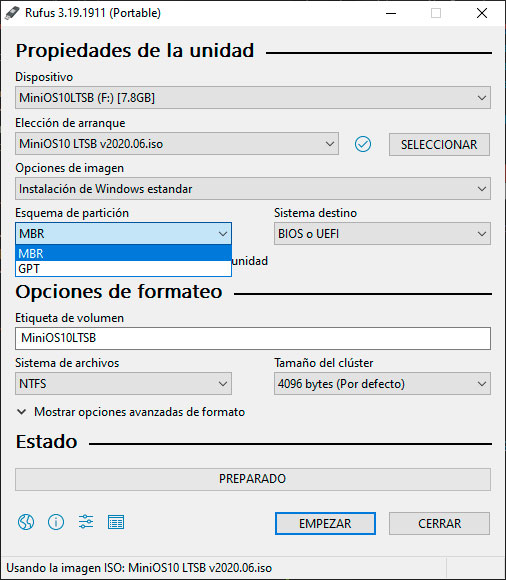 Rufus 3.19.1911 (Portable)
Propiedades de la unidad
Dispositivo
MiniOS10LTSB (F:) [7.8GB]
Elección de arranque
MiniOS10 LTSB v2020.06.iso
SELECCIONAR
Opciones de imagen
Instalación de Windows estandar
Esquema de partición
Sistema destino
MBR
BIOS o UEFI
MBR
GPT
unidad
Opciones de formateo
Etiqueta de volumen
MiniOS10LTSB
Sistema de archivos
Tamaño del clúster
NTFS
4096 bytes (Por defecto)
Mostrar opciones avanzadas de formato
Estado
PREPARADO
EMPEZAR
CERRAR
Usando la imagen ISO: MiniOS10 LTSB v2020.06.iso